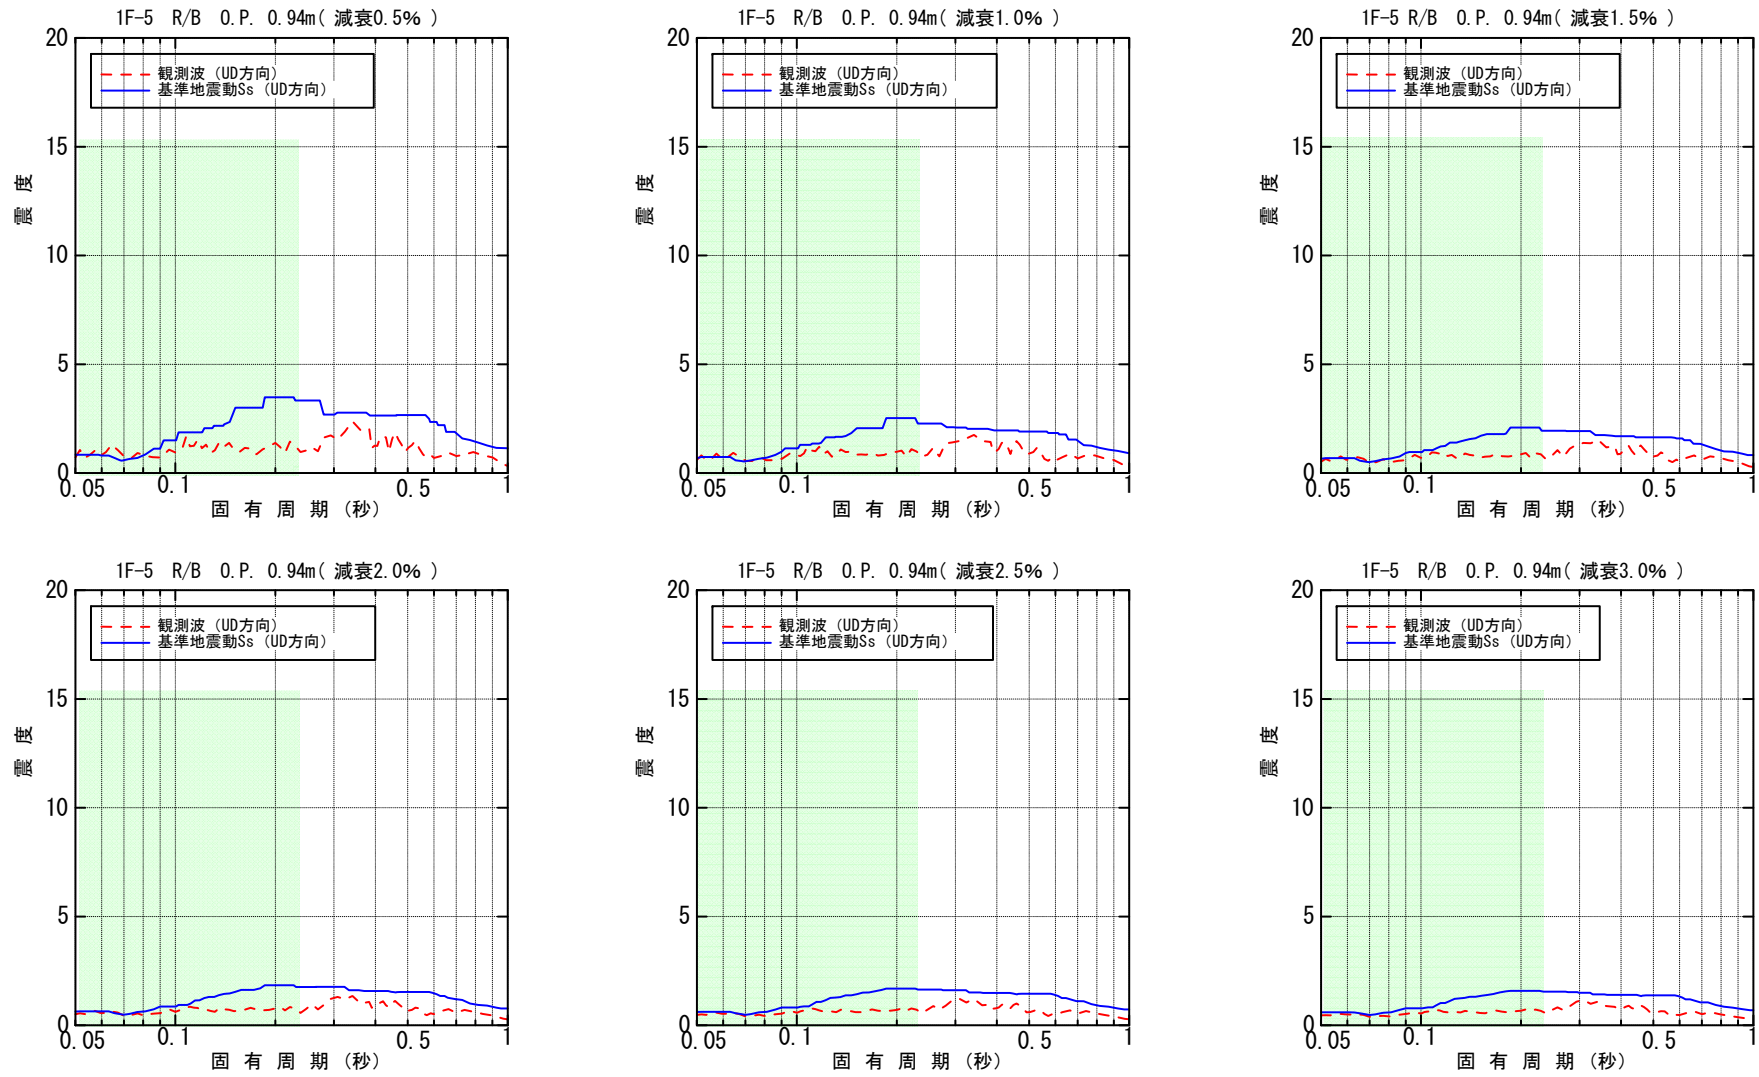 1F-5 R/B O.P. 0.94m( 減衰0.5% )
20
観測波 (UD方向)
基準地震動Ss (UD方向)
15
10
5
0
震度
0.05
0.1
0.5
1
固有周期(秒)
1F-5 R/B O.P. 0.94m( 減衰1.0% )
20
観測波 (UD方向)
基準地震動Ss (UD方向)
15
10
5
0
震度
0.05
0.1
0.5
1
固有周期(秒)
1F-5 R/B O.P. 0.94m( 減衰1.5% )
20
観測波 (UD方向)
基準地震動Ss (UD方向)
15
10
5
0
震度
0.05
0.1
0.5
1
固有周期(秒)
1F-5 R/B O.P. 0.94m( 減衰2.0% )
20
観測波 (UD方向)
基準地震動Ss (UD方向)
15
10
5
0
震度
0.05
0.1
0.5
1
固有周期(秒)
1F-5 R/B O.P. 0.94m( 減衰2.5% )
20
観測波 (UD方向)
基準地震動Ss (UD方向)
15
10
5
0
震度
0.05
0.1
0.5
1
固有周期(秒)
1F-5 R/B O.P. 0.94m( 減衰3.0% )
20
観測波 (UD方向)
基準地震動Ss (UD方向)
15
10
5
0
震度
0.05
0.1
0.5
1
固有周期(秒)